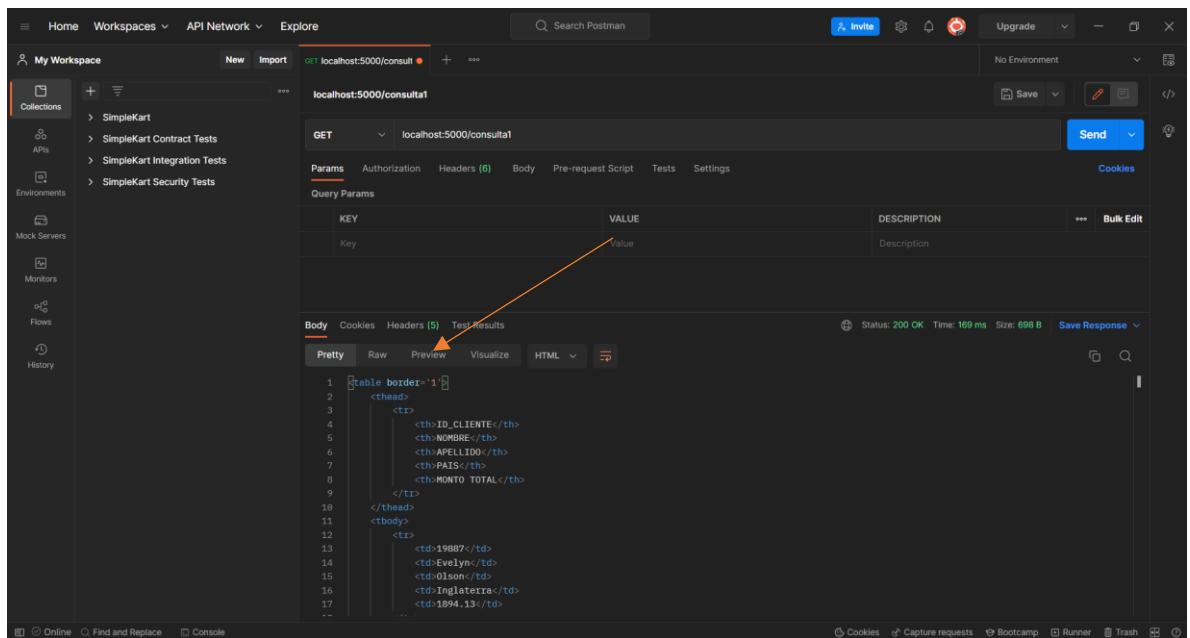 Home Workspaces API Network Explore Search Postman Invite Upgrade
My Workspace New Import GET localhost:5000/consult No Environment
Collections
APIs
Environments
Mock Servers
Monitors
Flows
History
SimpleKart
SimpleKart Contract Tests
SimpleKart Integration Tests
SimpleKart Security Tests
localhost:5000/consulta1 Save
GET localhost:5000/consulta1 Send
Params Authorization Headers (6) Body Pre-request Script Tests Settings Cookies
Query Params
KEY VALUE DESCRIPTION Bulk Edit
Key Value Description
Body Cookies Headers (5) Test Results Status: 200 OK Time: 169 ms Size: 698 B Save Response
Pretty Raw Preview Visualize HTML
1 <table border='1'>
2 <thead>
3 <tr>
4 <th>ID_CLIENTE</th>
5 <th>NOMBRE</th>
6 <th>APELLIDO</th>
7 <th>PAIS</th>
8 <th>MONTO TOTAL</th>
9 </tr>
10 </thead>
11 <tbody>
12 <tr>
13 <td>19887</td>
14 <td>Evelyn</td>
15 <td>Olson</td>
16 <td>Inglaterra</td>
17 <td>1894.13</td>
Online Find and Replace Console Cookies Capture requests Bootcamp Runner Trash